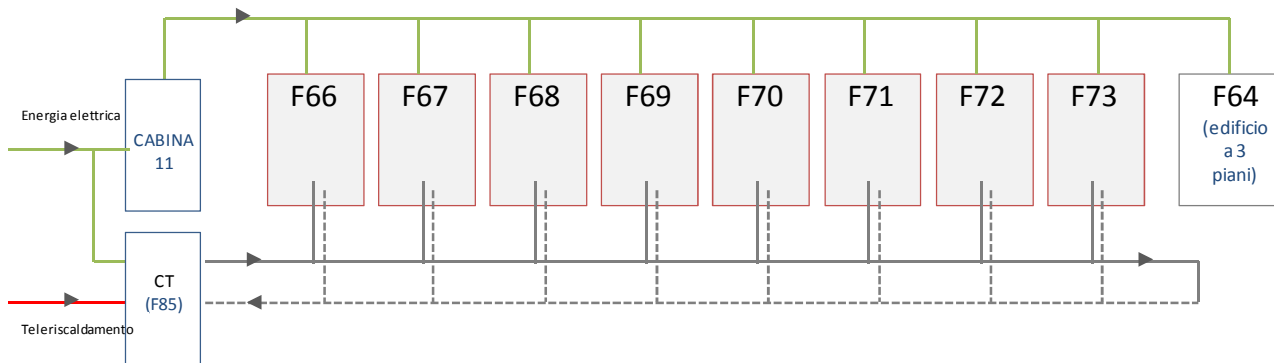 F66 F67 F68 F69 F70 F71 F72 F73 F64
(edificio
a 3
piani)
Energia elettrica
CABINA
11
CT
(F85)
Teleriscaldamento